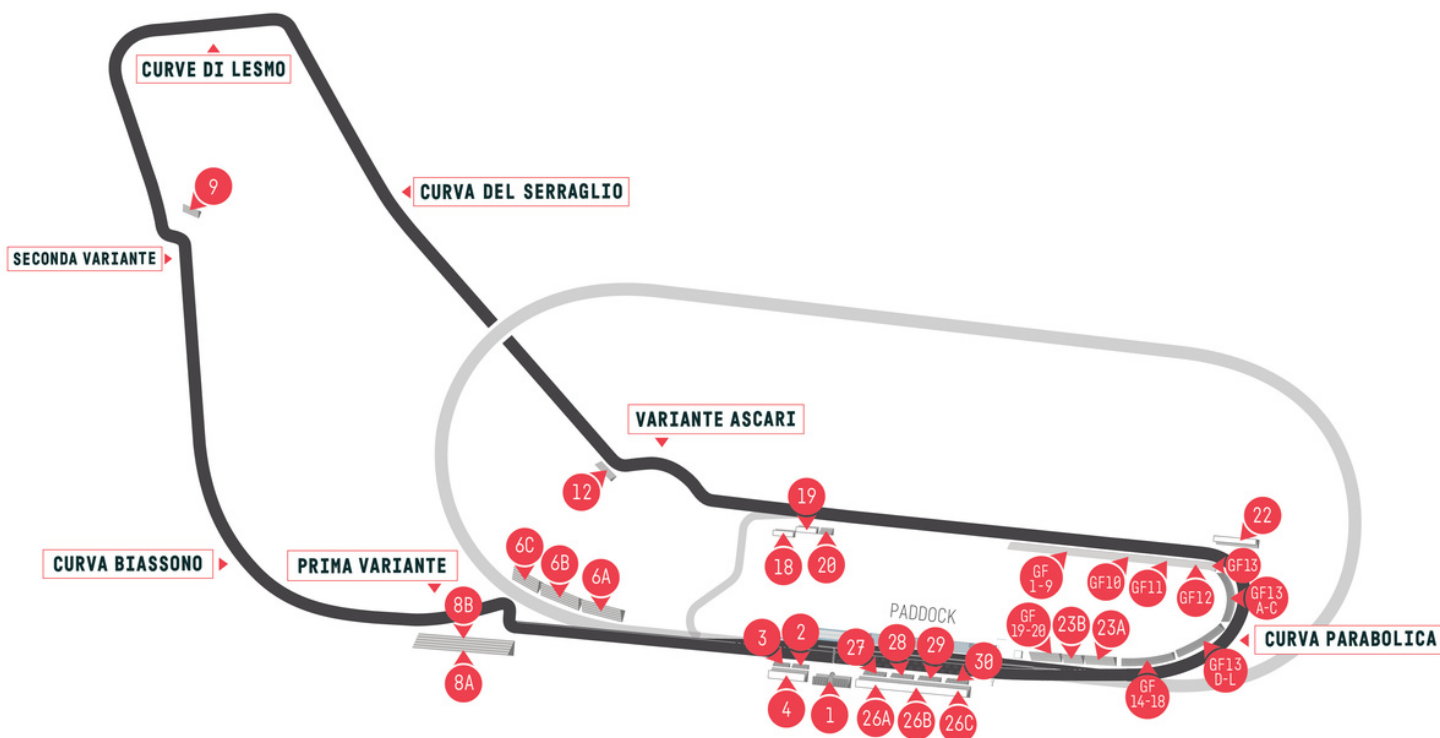 CURVE DI LESMO
9
CURVA DEL SERRAGLIO
SECONDA VARIANTE
VARIANTE ASCARI
12
19
18
20
22
6C
6B
6A
GF
1-9
GF10
GF11
GF12
GF13
GF13
A-C
CURVA BIASSONO
PRIMA VARIANTE
8B
8A
PADDOCK
GF
19-20
23B
23A
CURVA PARABOLICA
3
2
27
28
29
30
GF13
D-L
GF
14-18
4
1
26A
26B
26C